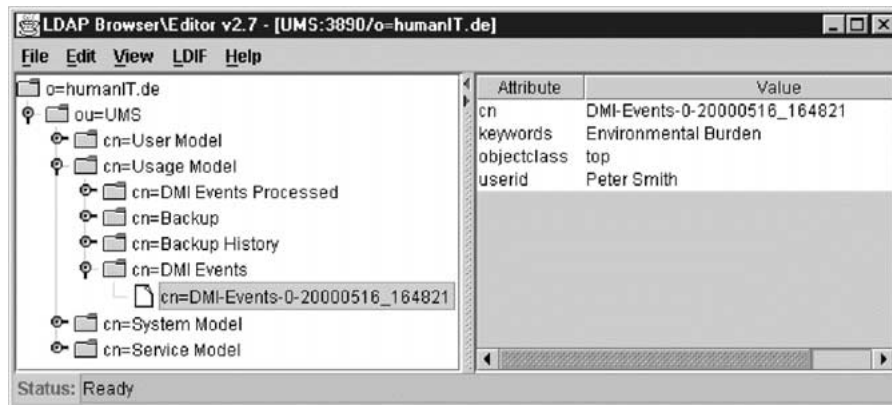 LDAP Browser\Editor v2.7 - [UMS:3890/o=humanIT.de]
File Edit View LDIF Help
o=humanIT.de
ou=UMS
cn=User Model
cn=Usage Model
cn=DMI Events Processed
cn=Backup
cn=Backup History
cn=DMI Events
cn=DMI-Events-0-20000516_164821
cn=System Model
cn=Service Model
Attribute Value
cn DMI-Events-0-20000516_164821
keywords Environmental Burden
objectclass top
userid Peter Smith
Status: Ready